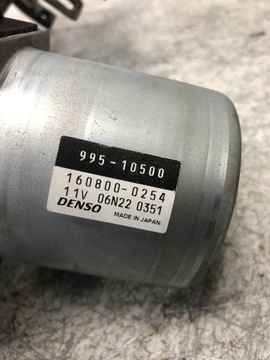 995-10500
160800-0254
11V 06N22 0351
DENSO MADE IN JAPAN